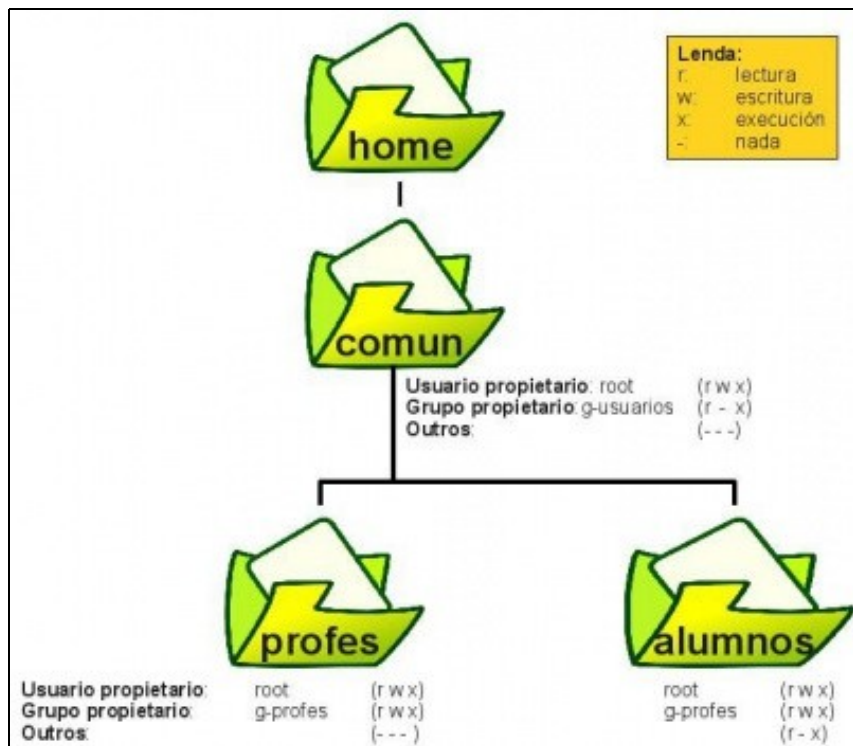 Lenda:
r: lectura
w: escritura
x: execución
-: nada
home
comun
Usuario propietario: root (r w x)
Grupo propietario: g-usuarios (r - x)
Outros: (- - -)
profes
alumnos
Usuario propietario: root (r w x) root (r w x)
Grupo propietario: g-profes (r w x) g-profes (r w x)
Outros: (- - - ) (r - x)